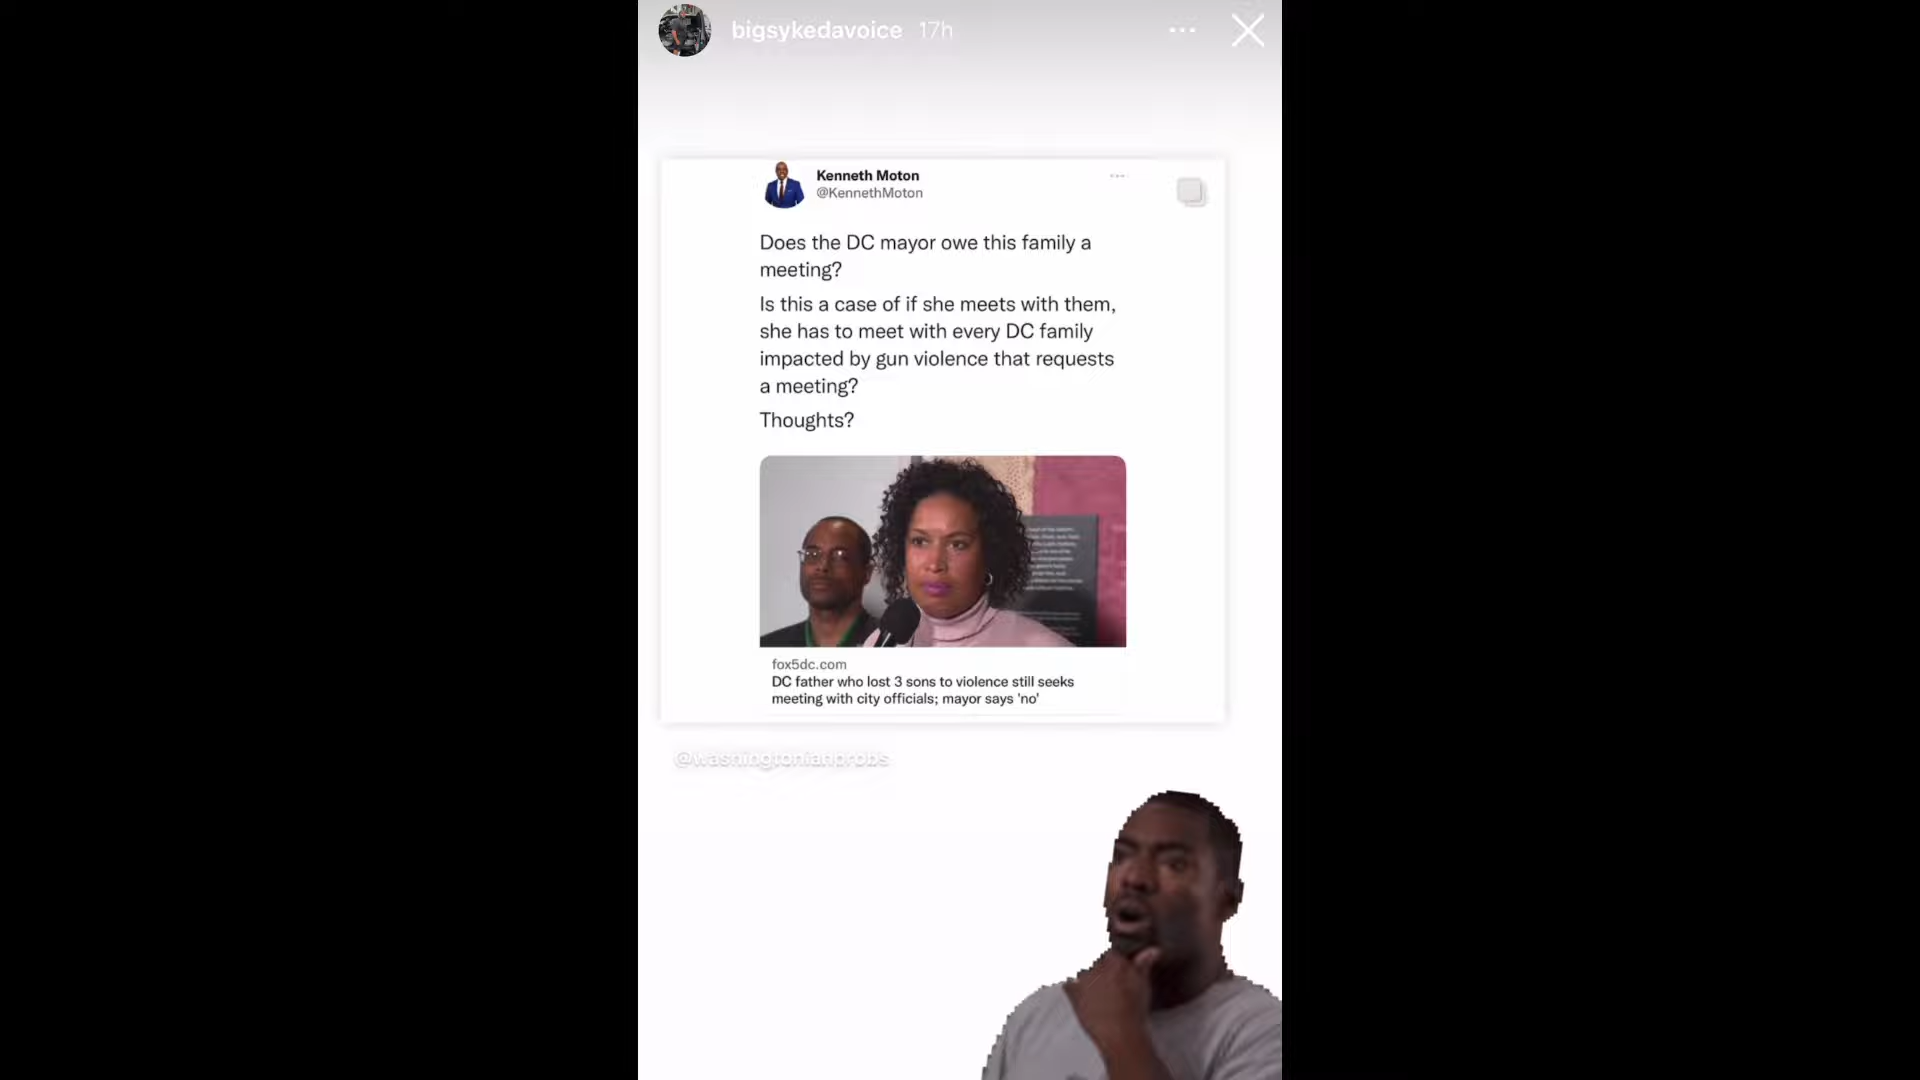 bigsykedavoice 17h
Kenneth Moton
@KennethMoton
Does the DC mayor owe this family a
meeting?
Is this a case of if she meets with them,
she has to meet with every DC family
impacted by gun violence that requests
a meeting?
Thoughts?
fox5dc.com
DC father who lost 3 sons to violence still seeks
meeting with city officials; mayor says 'no'
@washingtonianprobs